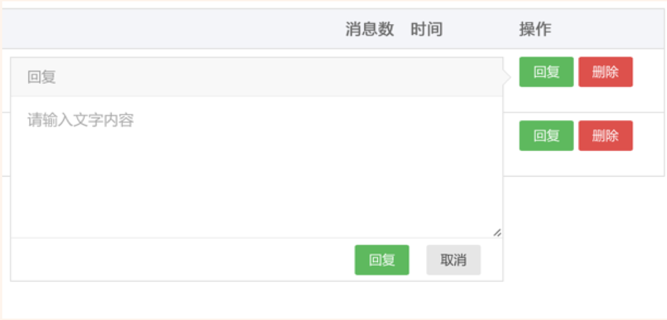 消息数 时间 操作
回复 回复 删除
请输入文字内容
回复 删除
回复 取消